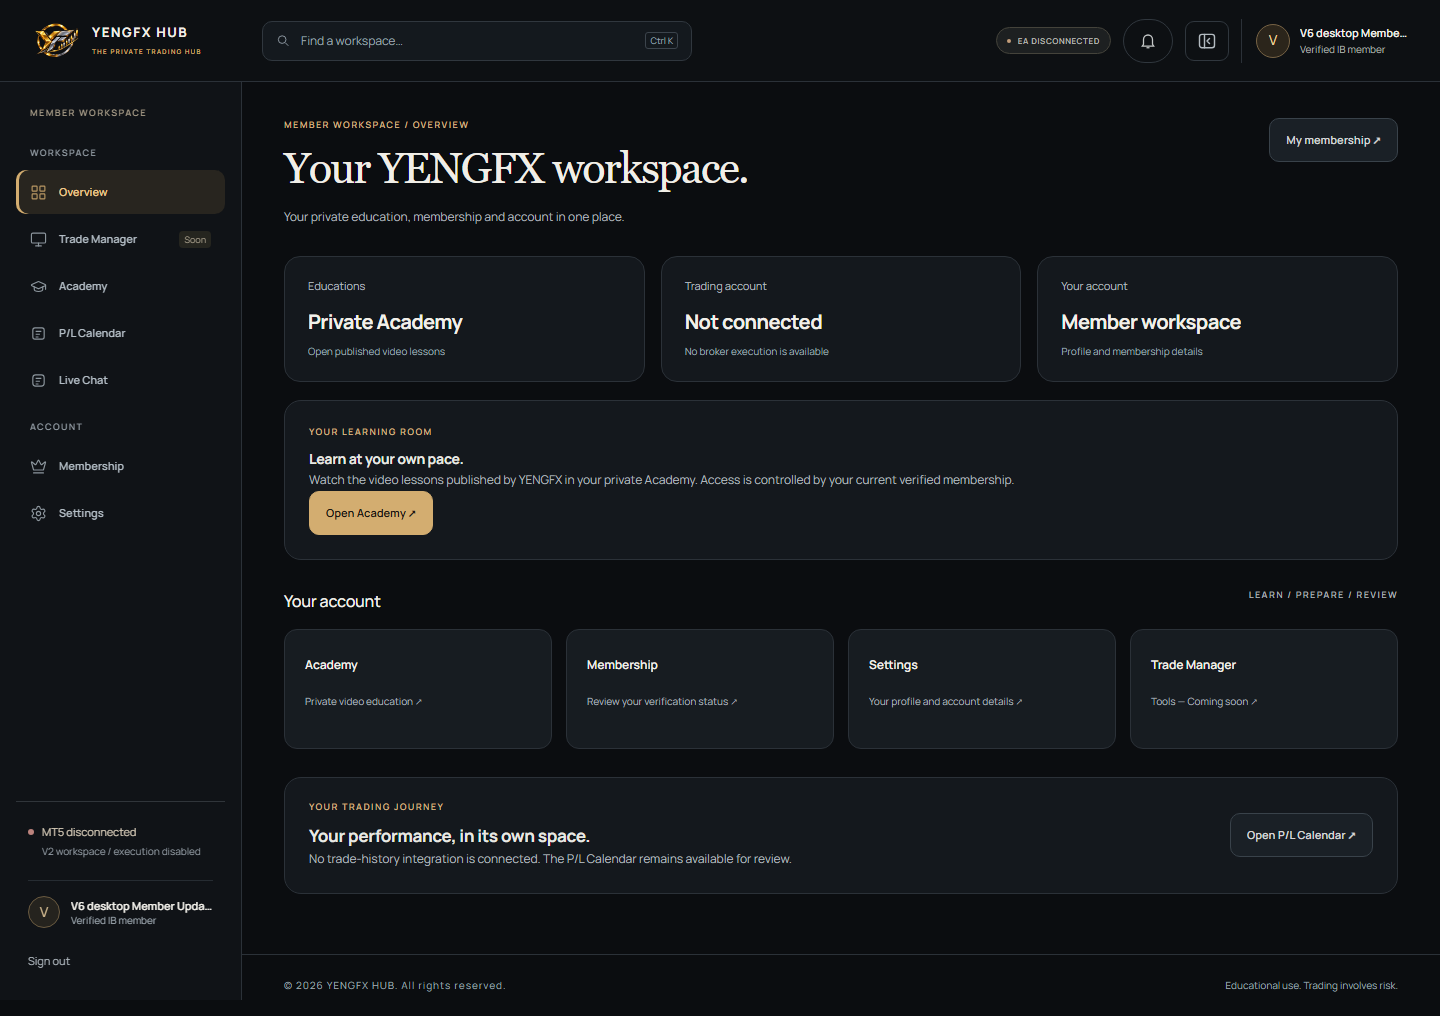 YENGFX HUB
THE PRIVATE TRADING HUB
Find a workspace...
Ctrl K
EA DISCONNECTED
V
V6 desktop Membe...
Verified IB member
MEMBER WORKSPACE
WORKSPACE
Overview
Trade Manager
Soon
Academy
P/L Calendar
Live Chat
ACCOUNT
Membership
Settings
MT5 disconnected
V2 workspace / execution disabled
V
V6 desktop Member Upda...
Verified IB member
Sign out
MEMBER WORKSPACE / OVERVIEW
Your YENGFX workspace.
Your private education, membership and account in one place.
My membership ↗
Educations
Private Academy
Open published video lessons
Trading account
Not connected
No broker execution is available
Your account
Member workspace
Profile and membership details
YOUR LEARNING ROOM
Learn at your own pace.
Watch the video lessons published by YENGFX in your private Academy. Access is controlled by your current verified membership.
Open Academy ↗
Your account
LEARN / PREPARE / REVIEW
Academy
Private video education ↗
Membership
Review your verification status ↗
Settings
Your profile and account details ↗
Trade Manager
Tools — Coming soon ↗
YOUR TRADING JOURNEY
Your performance, in its own space.
No trade-history integration is connected. The P/L Calendar remains available for review.
Open P/L Calendar ↗
© 2026 YENGFX HUB. All rights reserved.
Educational use. Trading involves risk.